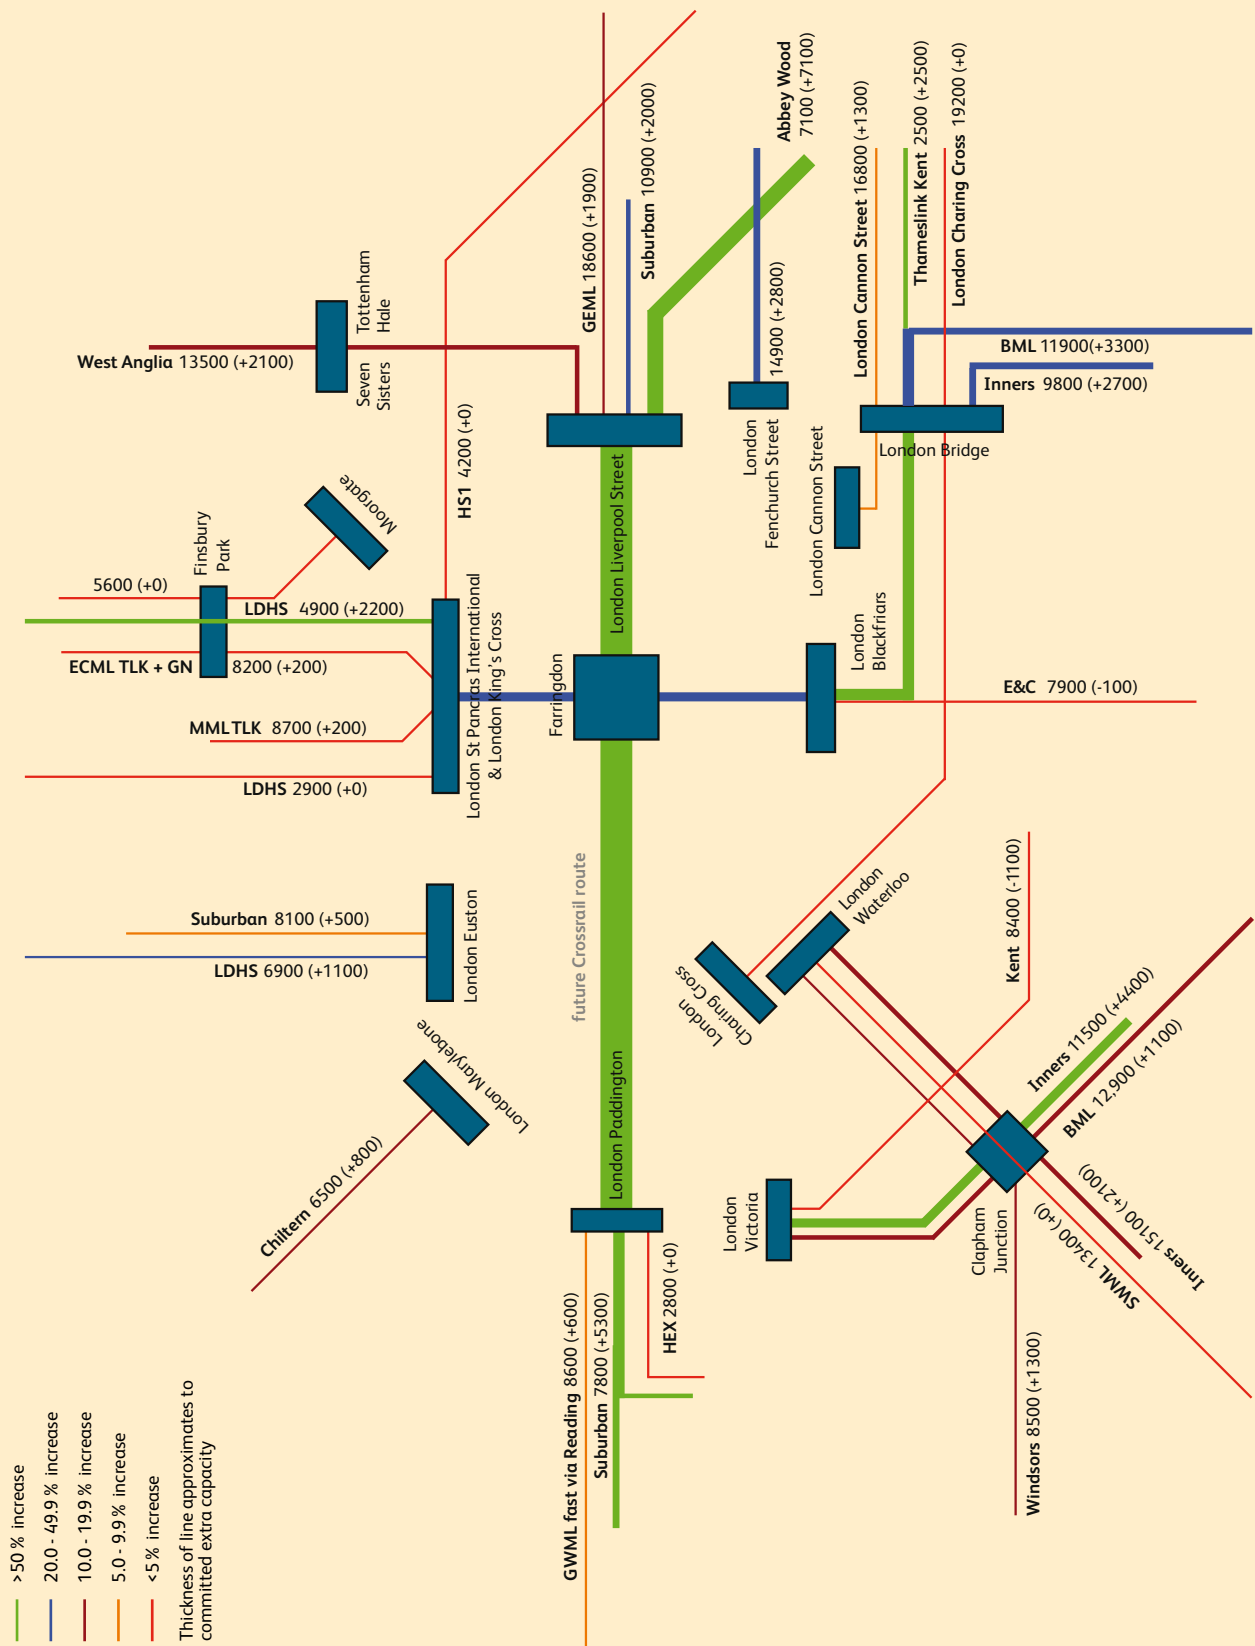 >50 % increase
20.0 - 49.9 % increase
10.0 - 19.9 % increase
5.0 - 9.9 % increase
<5 % increase
Thickness of line approximates to
committed extra capacity
Chiltern 6500 (+800)
London Marylebone
LDHS 6900 (+1100)
Suburban 8100 (+500)
London Euston
LDHS 2900 (+0)
MML TLK 8700 (+200)
ECML TLK + GN 8200 (+200)
LDHS 4900 (+2200)
5600 (+0)
Finsbury
Park
Moorgate
London St Pancras International
& London King's Cross
HS1 4200 (+0)
West Anglia 13500 (+2100)
Seven
Sisters
Tottenham
Hale
GWML fast via Reading 8600 (+600)
Suburban 7800 (+5300)
HEX 2800 (+0)
London Paddington
future Crossrail route
Farringdon
London Liverpool Street
GEML 18600 (+1900)
Suburban 10900 (+2000)
Abbey Wood
7100 (+7100)
London
Fenchurch Street
14900 (+2800)
London Cannon Street
London Cannon Street 16800 (+1300)
Thameslink Kent 2500 (+2500)
London Charing Cross 19200 (+0)
London Bridge
BML 11900(+3300)
Inners 9800 (+2700)
London
Blackfriars
E&C 7900 (-100)
London
Charing Cross
London
Waterloo
London
Victoria
Kent 8400 (-1100)
Clapham
Junction
Inners 11500 (+4400)
BML 12,900 (+1100)
Inners 15100 (+2100)
SWML 13400 (+0)
Windsors 8500 (+1300)